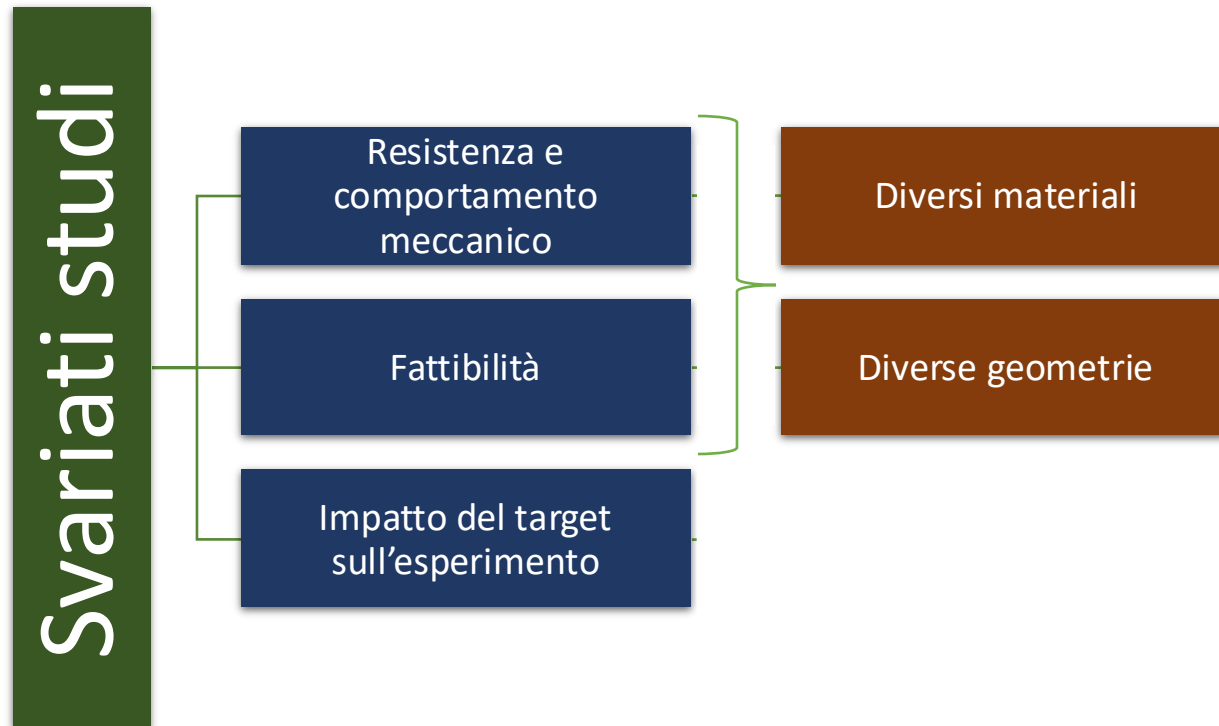 Svariati studi
Resistenza e
comportamento
meccanico
Diversi materiali
Fattibilità
Diverse geometrie
Impatto del target
sull’esperimento